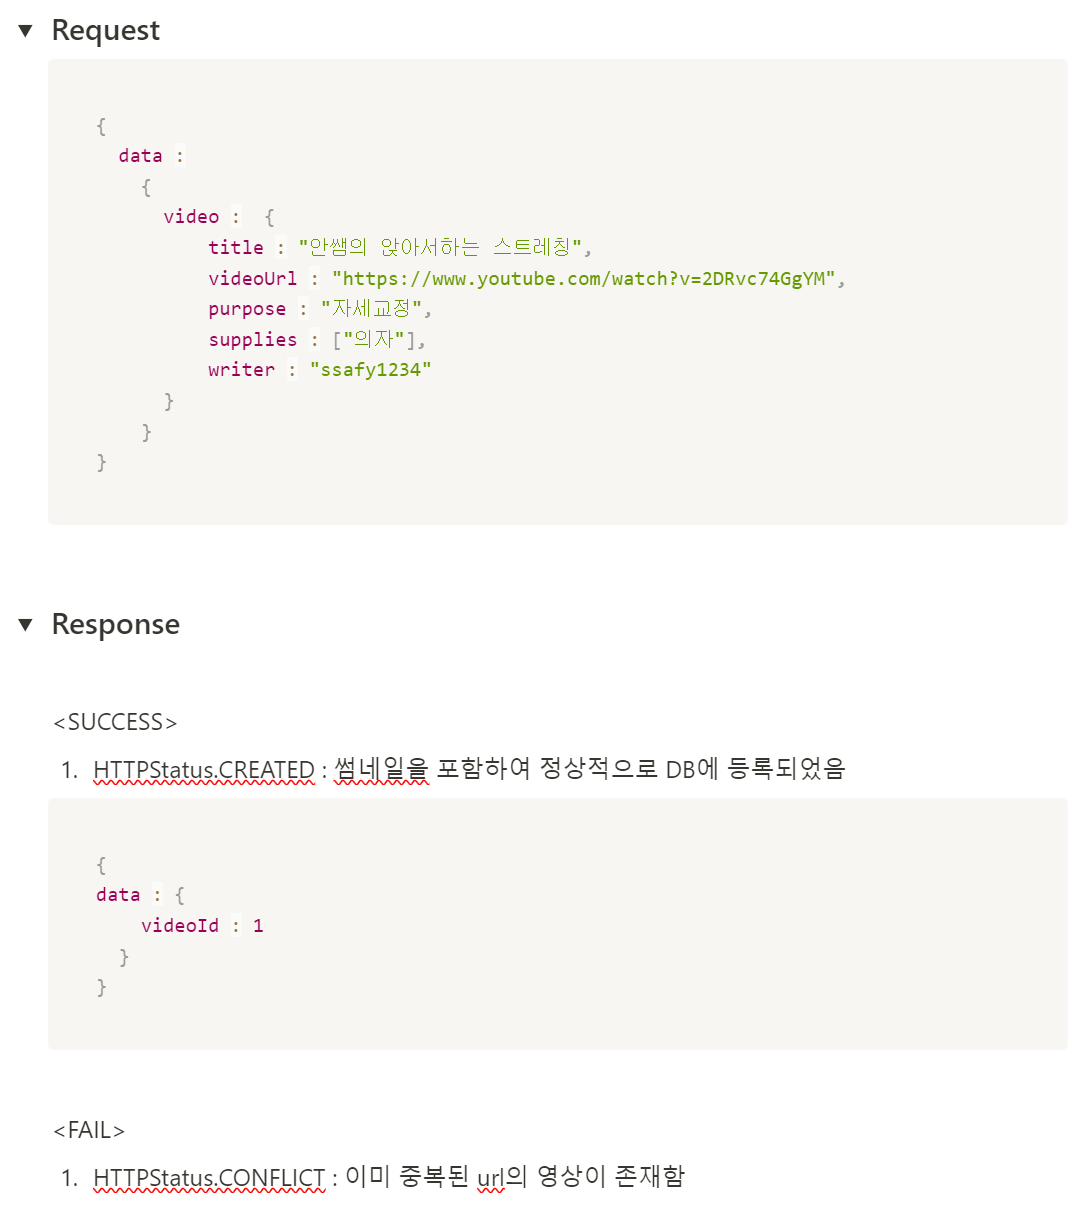 ▼ Request
{
data :
{
video : {
title : "안쌤의 앉아서하는 스트레칭",
videoUrl : "https://www.youtube.com/watch?v=2DRvc74GgYM",
purpose : "자세교정",
supplies : ["의자"],
writer : "ssafy1234"
}
}
}
▼ Response
<SUCCESS>
1. HTTPStatus.CREATED : 썸네일을 포함하여 정상적으로 DB에 등록되었음
{
data : {
videoId : 1
}
}
<FAIL>
1. HTTPStatus.CONFLICT : 이미 중복된 url의 영상이 존재함